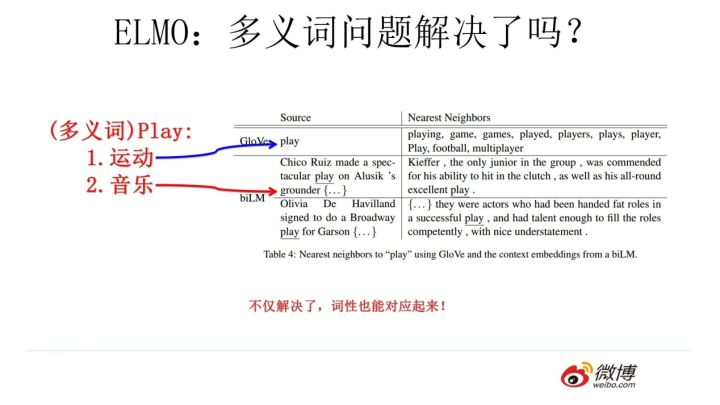 ELMO：多义词问题解决了吗？
(多义词)Play:
1.运动
2.音乐
Source Nearest Neighbors
GloVe play playing, game, games, played, players, plays, player,
Play, football, multiplayer
biLM
Chico Ruiz made a spec-
tacular play on Alusik 's
grounder {...}
Kieffer , the only junior in the group , was commended
for his ability to hit in the clutch , as well as his all-round
excellent play .
Olivia De Havilland
signed to do a Broadway
play for Garson {...}
{...} they were actors who had been handed fat roles in
a successful play , and had talent enough to fill the roles
competently , with nice understatement .
Table 4: Nearest neighbors to “play” using GloVe and the context embeddings from a biLM.
不仅解决了，词性也能对应起来！
微博
weibo.com